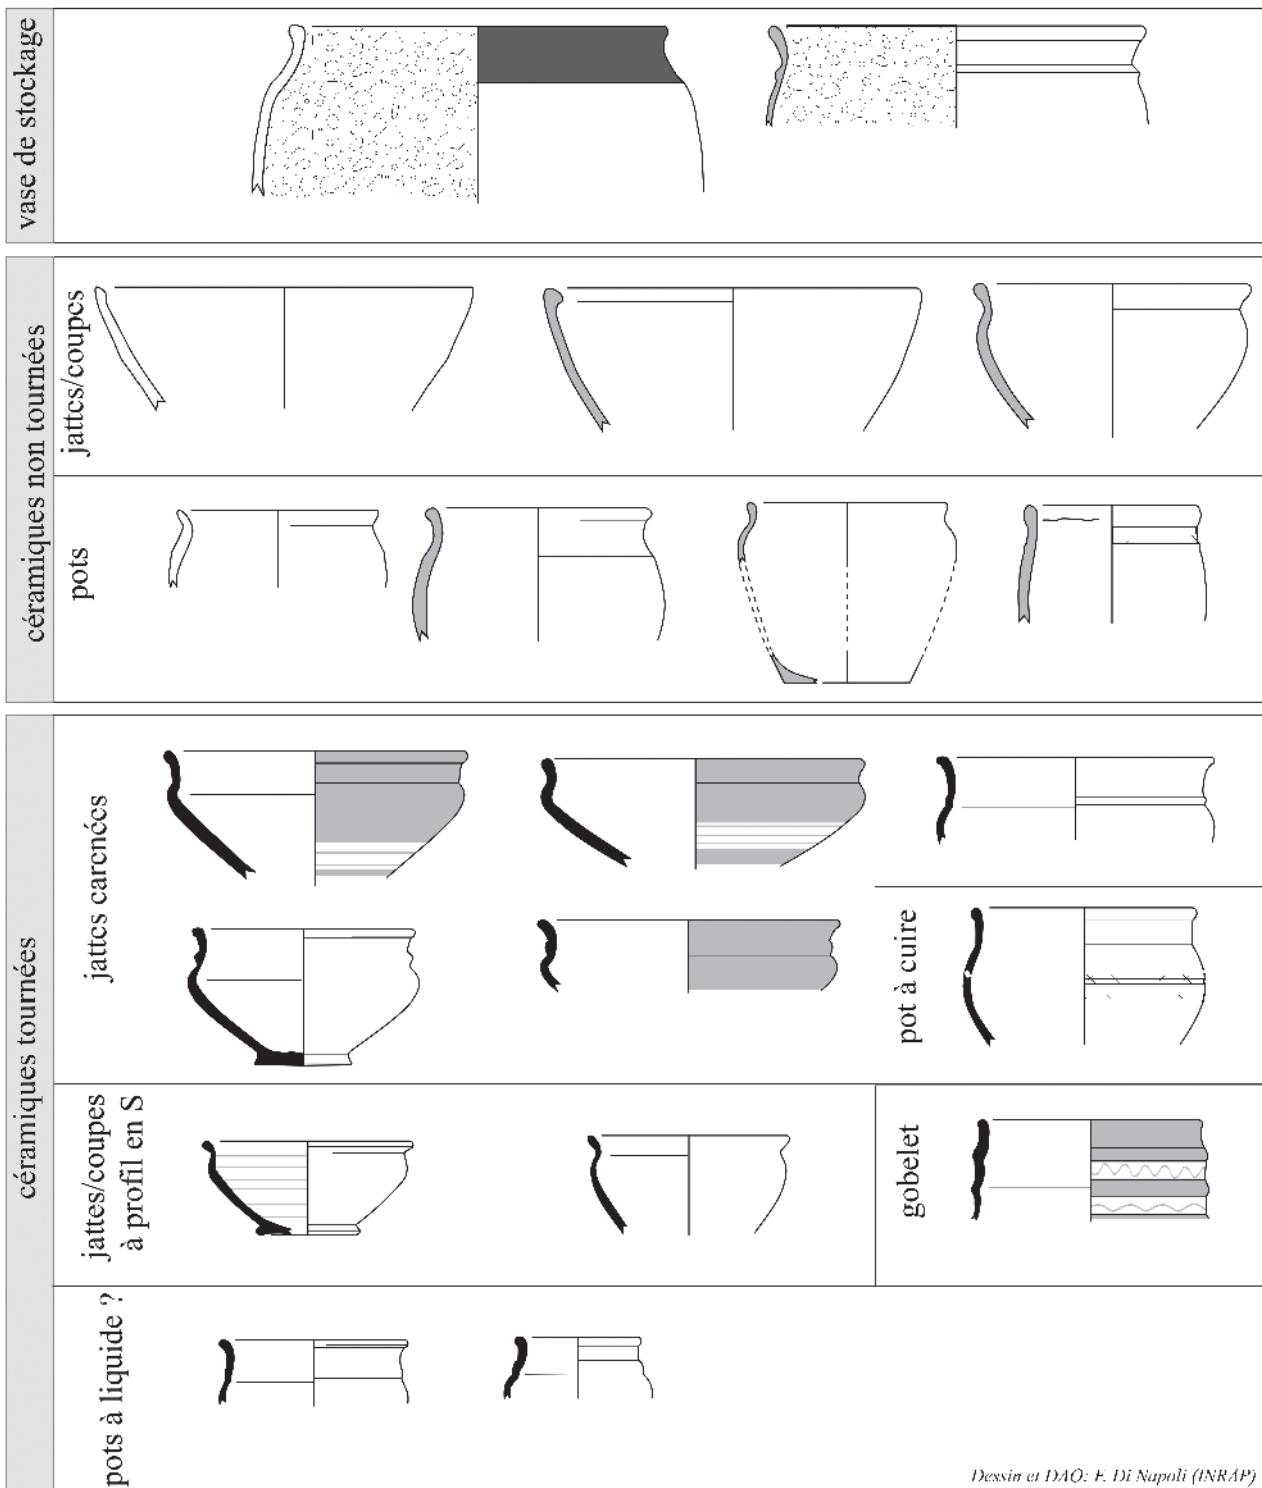 vase de stockage
céramiques non tournées
jattes/coupes
pots
céramiques tournées
jattes carénées
pot à cuire
jattes/coupes
à profil en S
gobelet
pots à liquide ?
Dessin et DAO: F. Di Napoli (INRAP)